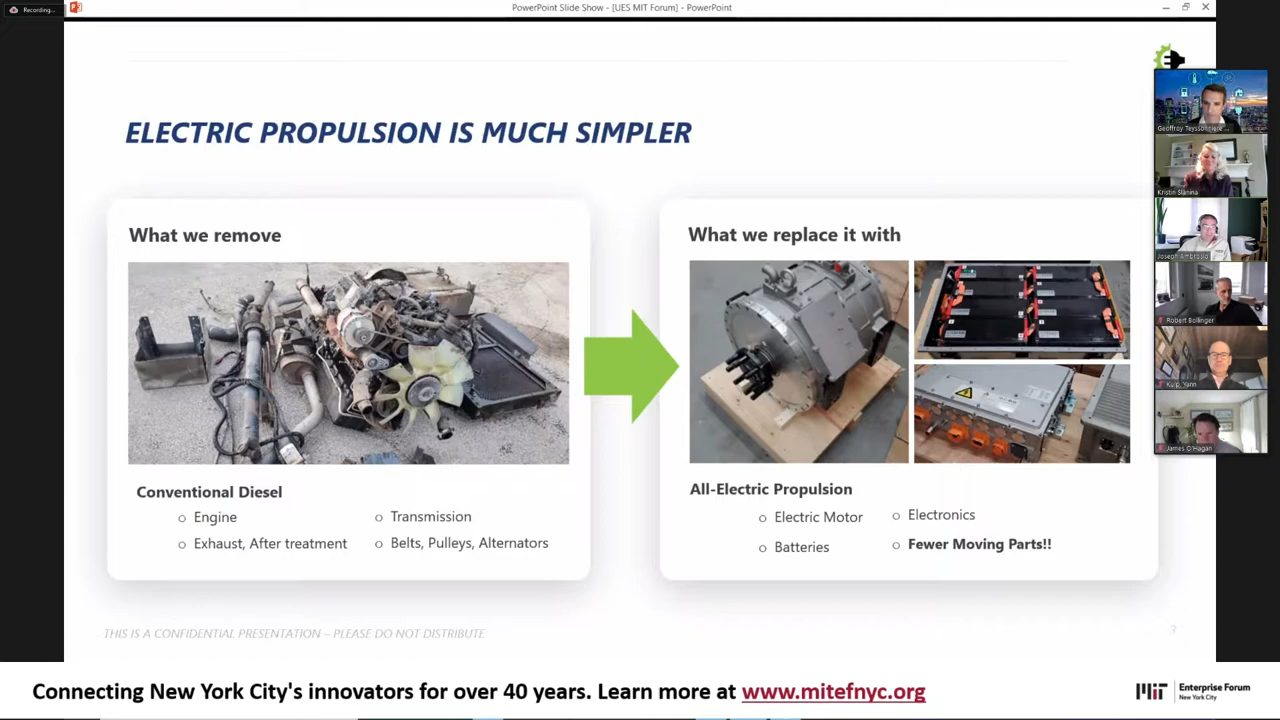 Recording...
PowerPoint Slide Show - [UES MIT Forum] - PowerPoint
ELECTRIC PROPULSION IS MUCH SIMPLER
What we remove
What we replace it with
Conventional Diesel
Engine
Exhaust, After treatment
Transmission
Belts, Pulleys, Alternators
All-Electric Propulsion
Electric Motor
Batteries
Electronics
Fewer Moving Parts!!
THIS IS A CONFIDENTIAL PRESENTATION – PLEASE DO NOT DISTRIBUTE
3
Geoffroy Teyssonniere ...
Kristin Slanina
Joseph Ambrosio
Robert Bollinger
Yann
James O'Hagan
Connecting New York City's innovators for over 40 years. Learn more at www.mitefnyc.org
MIT
Enterprise Forum
New York City